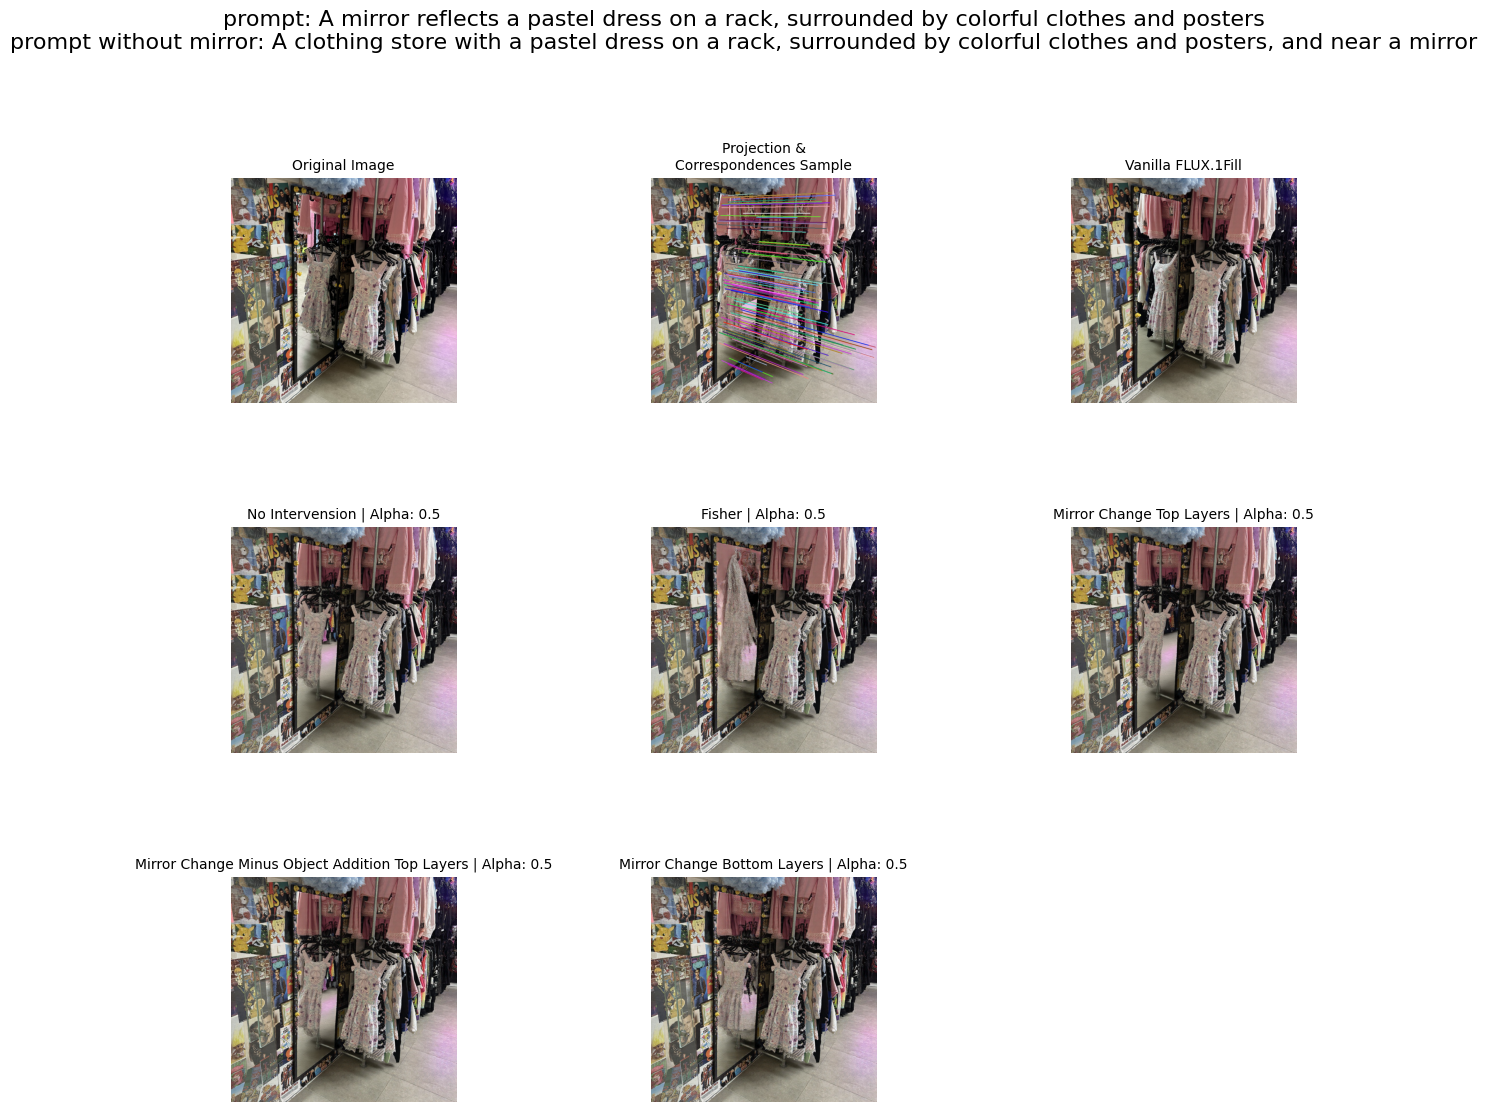 prompt: A mirror reflects a pastel dress on a rack, surrounded by colorful clothes and posters
prompt without mirror: A clothing store with a pastel dress on a rack, surrounded by colorful clothes and posters, and near a mirror
Original Image
Projection &
Correspondences Sample
Vanilla FLUX.1Fill
No Intervension | Alpha: 0.5
Fisher | Alpha: 0.5
Mirror Change Top Layers | Alpha: 0.5
Mirror Change Minus Object Addition Top Layers | Alpha: 0.5
Mirror Change Bottom Layers | Alpha: 0.5